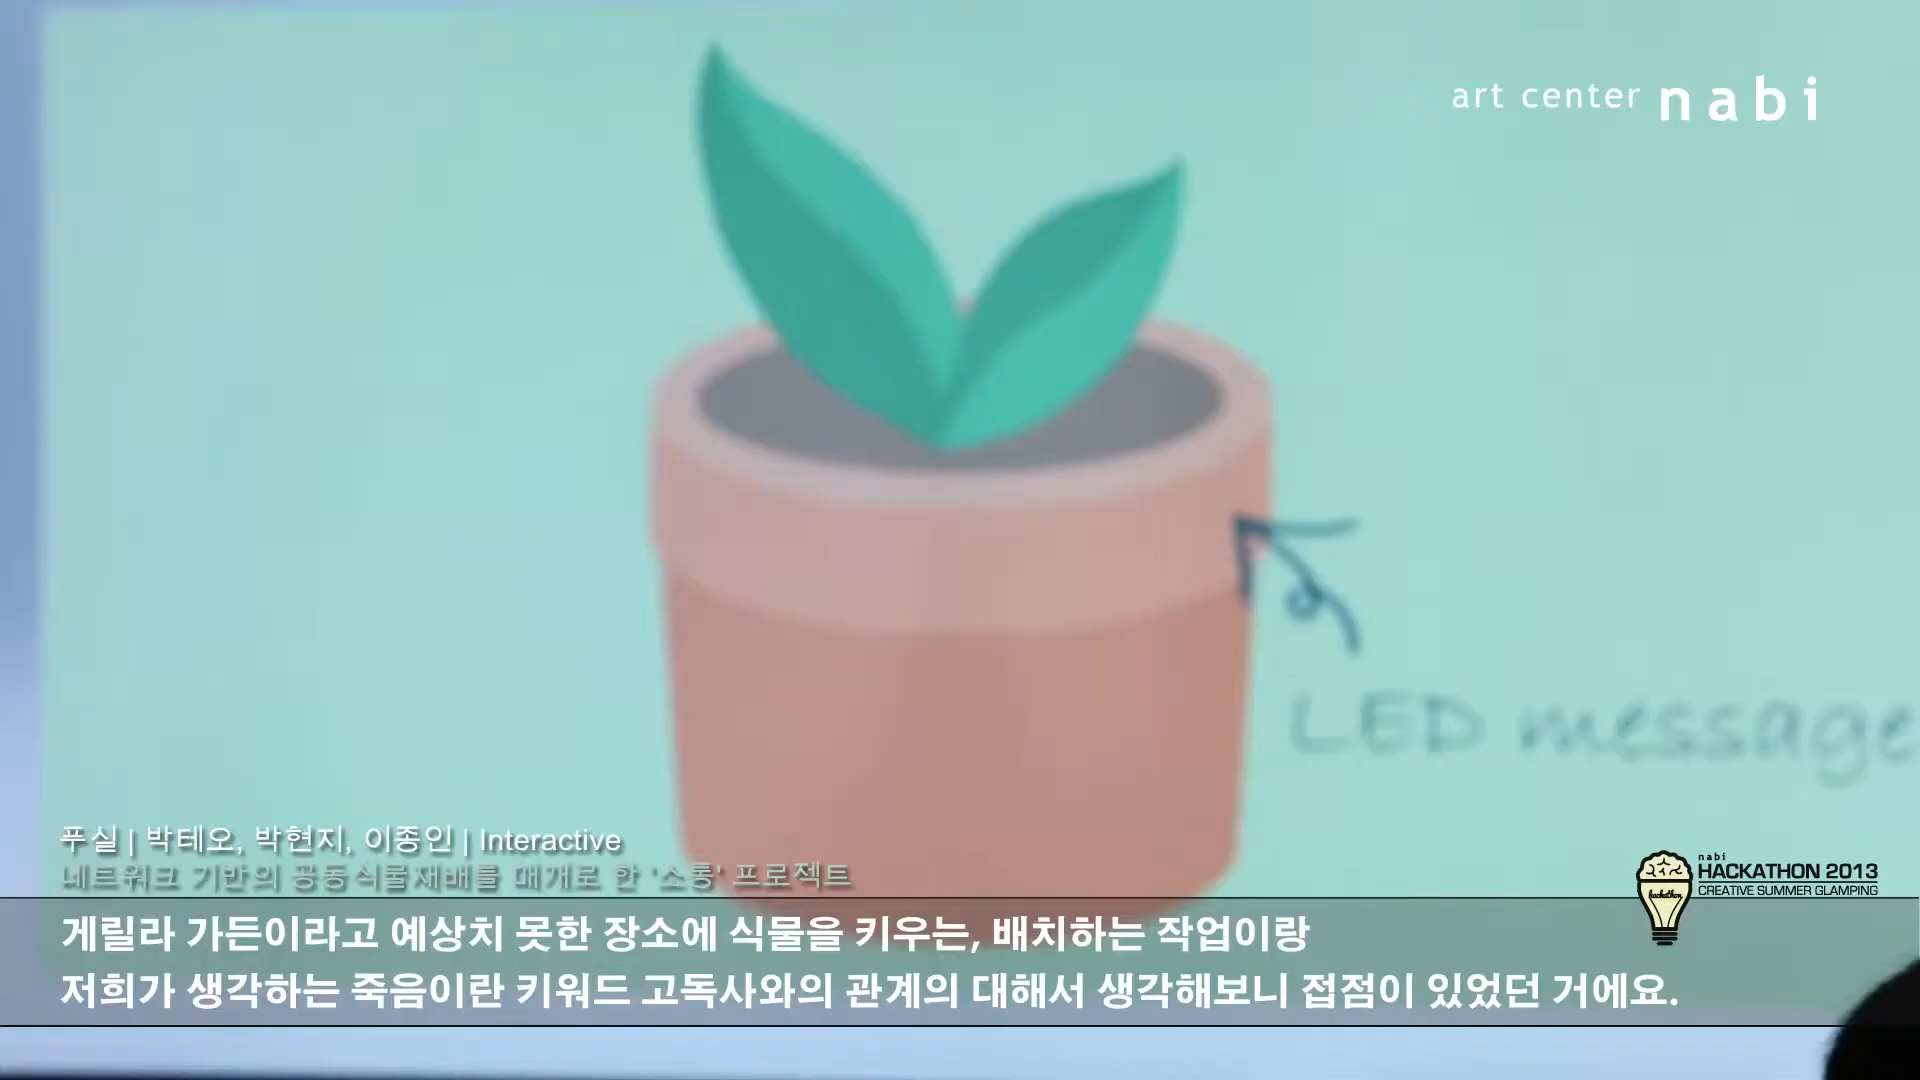 art center nabi
LED message
푸실 | 박테오, 박현지, 이종인 | Interactive
네트워크 기반의 공동식물재배를 매개로 한 '소통' 프로젝트
nabi
HACKATHON 2013
CREATIVE SUMMER GLAMPING
hackathon
게릴라 가든이라고 예상치 못한 장소에 식물을 키우는, 배치하는 작업이랑
저희가 생각하는 죽음이란 키워드 고독사와의 관계의 대해서 생각해보니 접점이 있었던 거에요.